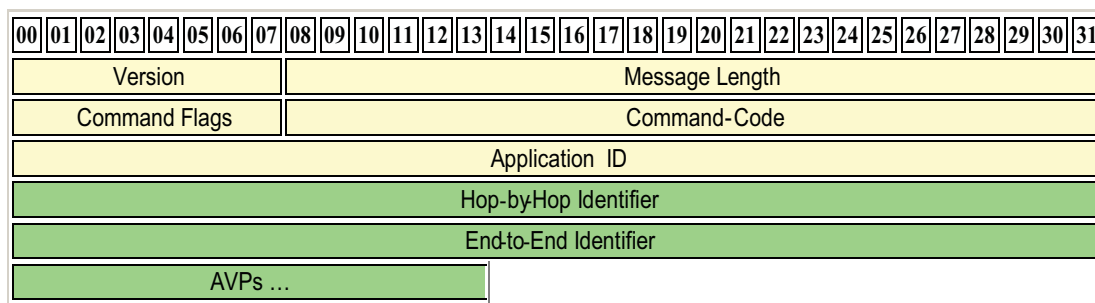 00 01 02 03 04 05 06 07 08 09 10 11 12 13 14 15 16 17 18 19 20 21 22 23 24 25 26 27 28 29 30 31
Version Message Length
Command Flags Command-Code
Application ID
Hop-by-Hop Identifier
End-to-End Identifier
AVPs …